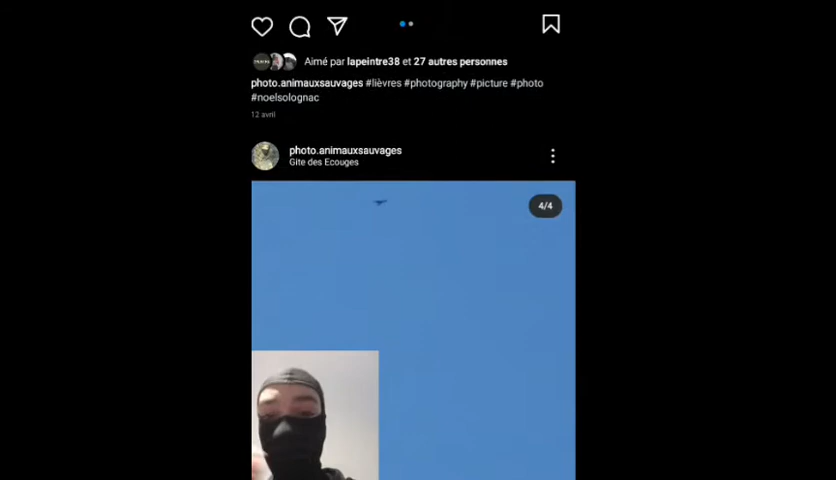 Aimé par lapeintre38 et 27 autres personnes
photo.animauxsauvages #lièvres #photography #picture #photo
#noelsolognac
12 avril
photo.animauxsauvages
Gite des Ecouges
4/4